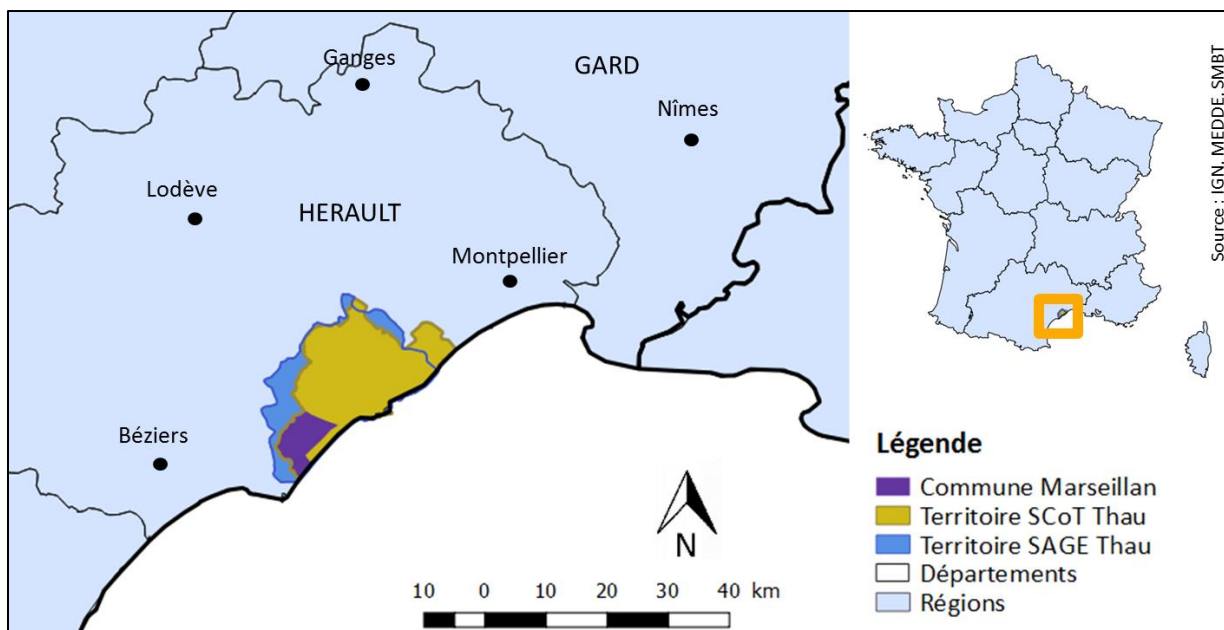 Ganges
GARD
Nîmes
Lodève
HERAULT
Montpellier
Béziers
N
10 0 10 20 30 40 km
Source : IGN, MEDDE, SMBT
Légende
Commune Marseillan
Territoire SCoT Thau
Territoire SAGE Thau
Départements
Régions